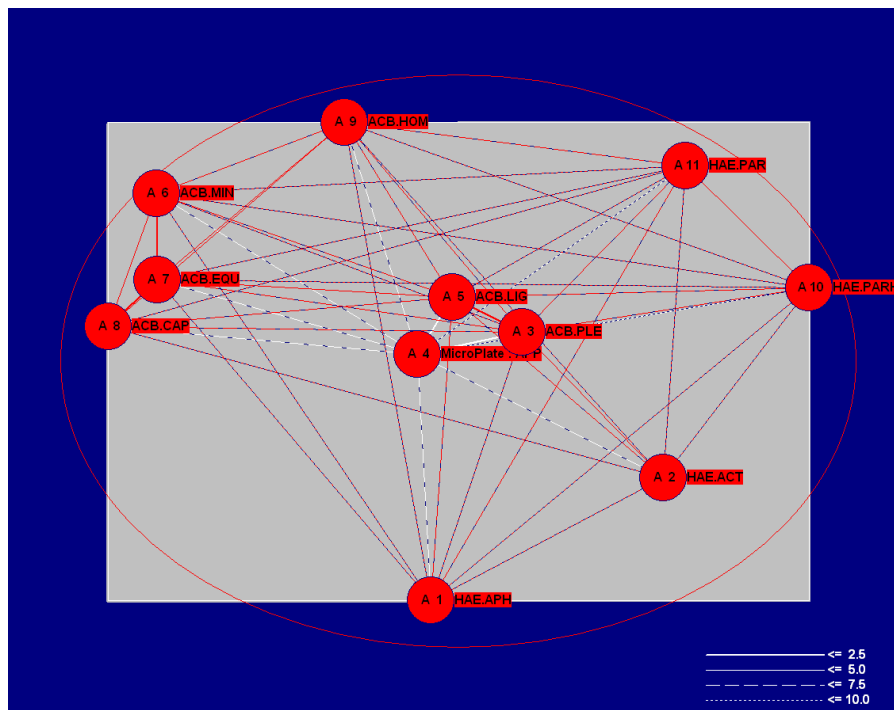 A 9 ACB.HOM
A 11 HAE.PAR
A 6 ACB.MIN
A 7 ACB.EQU
A 10 HAE.PARH
A 5 ACB.LIG
A 8 ACB.CAP
A 3 ACB.PLE
A 4 MicroPlate :
A 2 HAE.ACT
A 1 HAE.APH
<= 2.5
<= 5.0
<= 7.5
<= 10.0